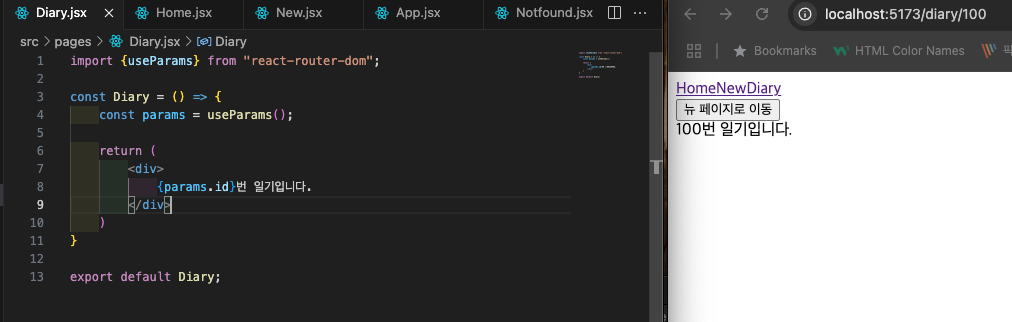 Diary.jsx Home.jsx New.jsx App.jsx Notfound.jsx
src > pages > Diary.jsx > Diary
1 import {useParams} from "react-router-dom";
2
3 const Diary = () => {
4 const params = useParams();
5
6 return (
7 <div>
8 {params.id}번 일기입니다.
9 </div>
10 )
11 }
12
13 export default Diary;
localhost:5173/diary/100
Bookmarks HTML Color Names
HomeNewDiary
뉴 페이지로 이동
100번 일기입니다.